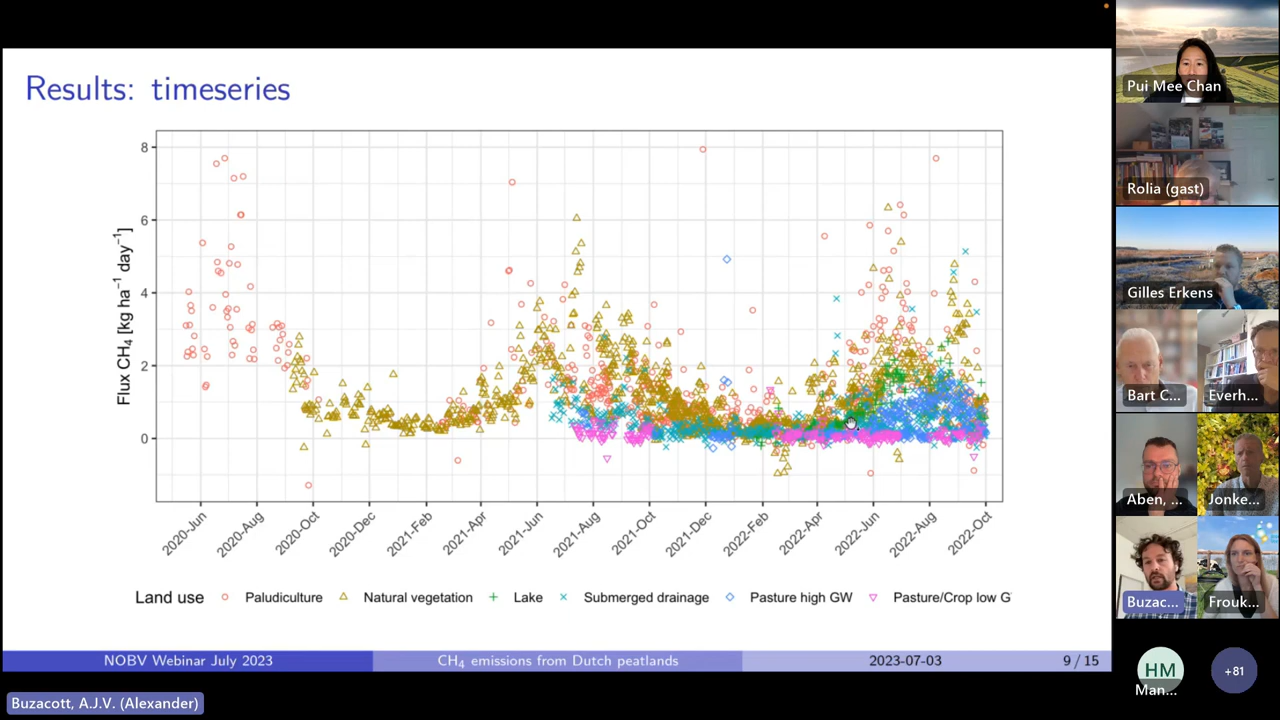 Results: timeseries
Flux CH₄ [kg ha⁻¹ day⁻¹]
8
6
4
2
0
2020-Jun
2020-Aug
2020-Oct
2020-Dec
2021-Feb
2021-Apr
2021-Jun
2021-Aug
2021-Oct
2021-Dec
2022-Feb
2022-Apr
2022-Jun
2022-Aug
2022-Oct
Land use Paludiculture Natural vegetation Lake Submerged drainage Pasture high GW Pasture/Crop low G
NOBV Webinar July 2023 CH₄ emissions from Dutch peatlands 2023-07-03 9 / 15
Buzacott, A.J.V. (Alexander)
Pui Mee Chan
Rolia (gast)
Gilles Erkens
Bart C... Everh...
Aben, ... Jonke...
Buzac... Frouk...
HM +81
Man...